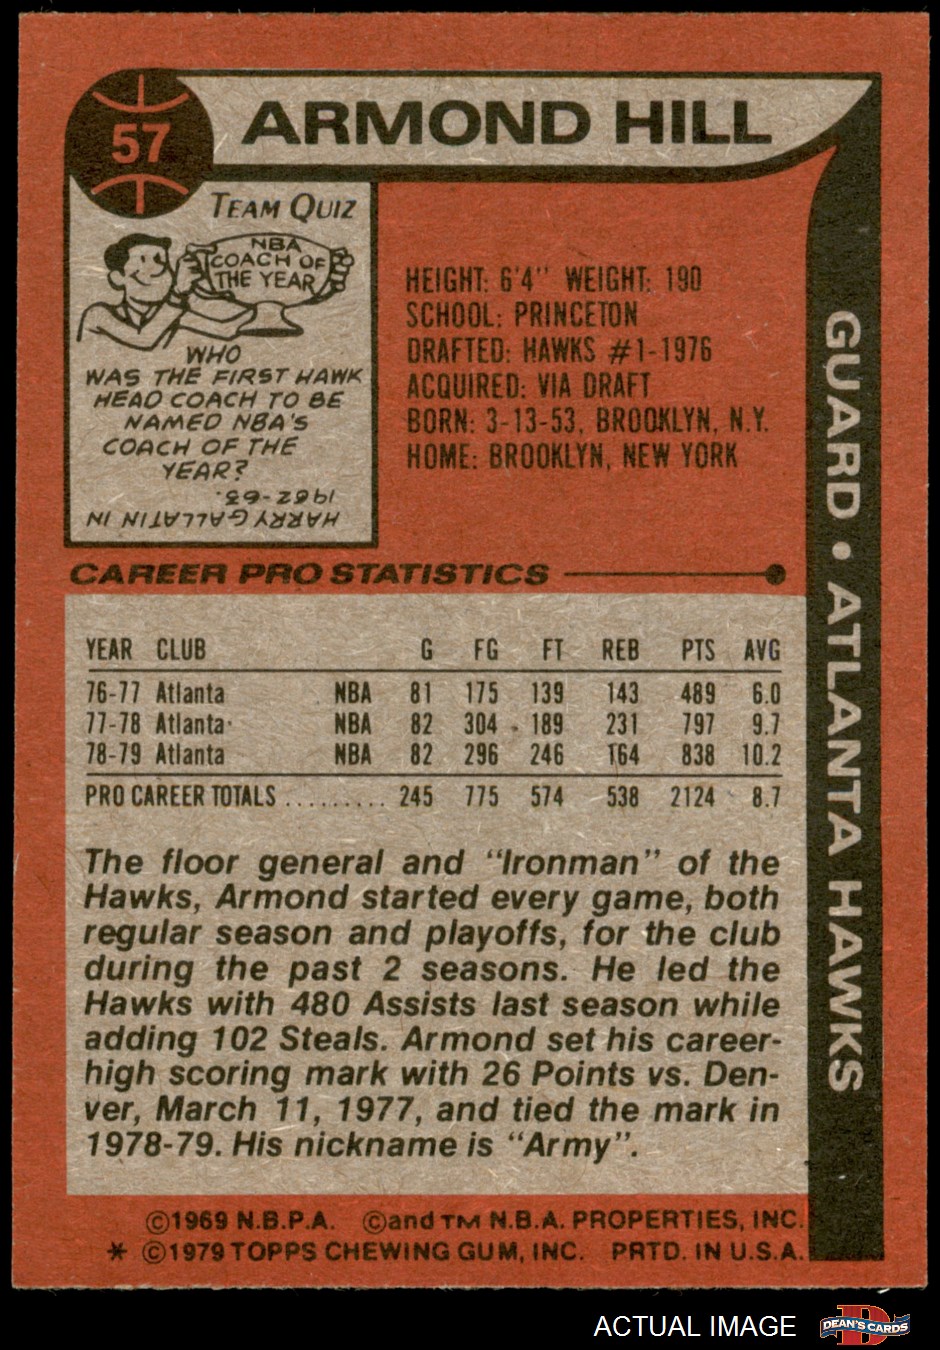 57
ARMOND HILL
TEAM QUIZ
NBA
COACH OF
THE YEAR
WHO
WAS THE FIRST HAWK
HEAD COACH TO BE
NAMED NBA'S
COACH OF THE
YEAR?
HARRY GALLATIN IN
1962-63.
HEIGHT: 6'4" WEIGHT: 190
SCHOOL: PRINCETON
DRAFTED: HAWKS #1-1976
ACQUIRED: VIA DRAFT
BORN: 3-13-53, BROOKLYN, N.Y.
HOME: BROOKLYN, NEW YORK
GUARD • ATLANTA HAWKS
CAREER PRO STATISTICS
YEAR CLUB G FG FT REB PTS AVG
76-77 Atlanta NBA 81 175 139 143 489 6.0
77-78 Atlanta NBA 82 304 189 231 797 9.7
78-79 Atlanta NBA 82 296 246 164 838 10.2
PRO CAREER TOTALS .......... 245 775 574 538 2124 8.7
The floor general and "Ironman" of the
Hawks, Armond started every game, both
regular season and playoffs, for the club
during the past 2 seasons. He led the
Hawks with 480 Assists last season while
adding 102 Steals. Armond set his career-
high scoring mark with 26 Points vs. Den-
ver, March 11, 1977, and tied the mark in
1978-79. His nickname is "Army".
©1969 N.B.P.A. ©and TM N.B.A. PROPERTIES, INC.
* ©1979 TOPPS CHEWING GUM, INC. PRTD. IN U.S.A.
ACTUAL IMAGE
D
DEAN'S CARDS